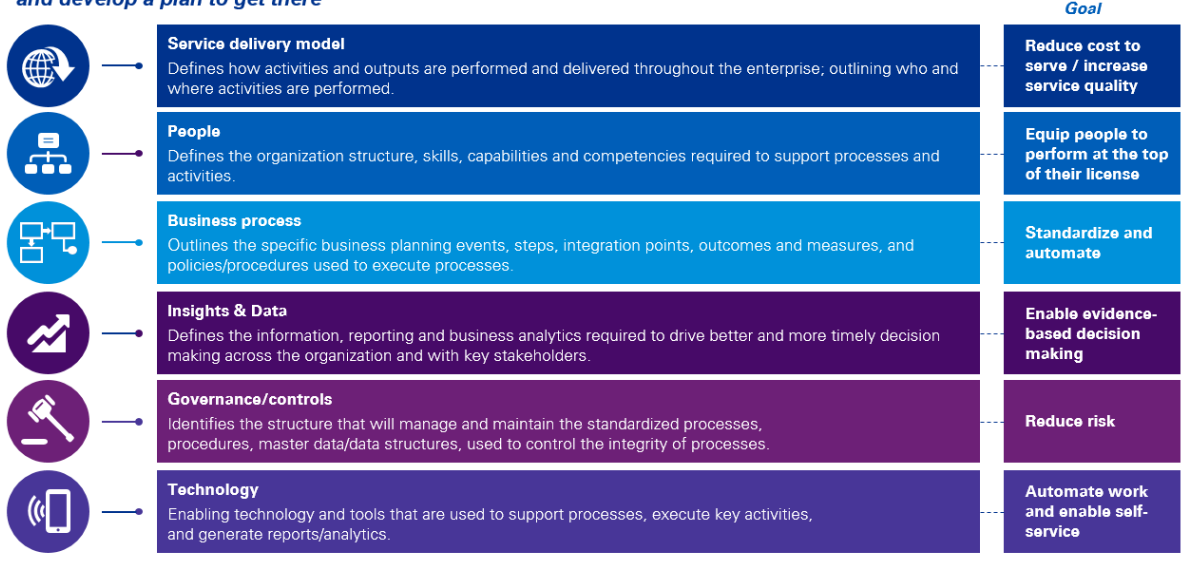 and develop a plan to get there
Goal
Service delivery model
Defines how activities and outputs are performed and delivered throughout the enterprise; outlining who and
where activities are performed.
Reduce cost to
serve / increase
service quality
People
Defines the organization structure, skills, capabilities and competencies required to support processes and
activities.
Equip people to
perform at the top
of their license
Business process
Outlines the specific business planning events, steps, integration points, outcomes and measures, and
policies/procedures used to execute processes.
Standardize and
automate
Insights & Data
Defines the information, reporting and business analytics required to drive better and more timely decision
making across the organization and with key stakeholders.
Enable evidence-
based decision
making
Governance/controls
Identifies the structure that will manage and maintain the standardized processes,
procedures, master data/data structures, used to control the integrity of processes.
Reduce risk
Technology
Enabling technology and tools that are used to support processes, execute key activities,
and generate reports/analytics.
Automate work
and enable self-
service